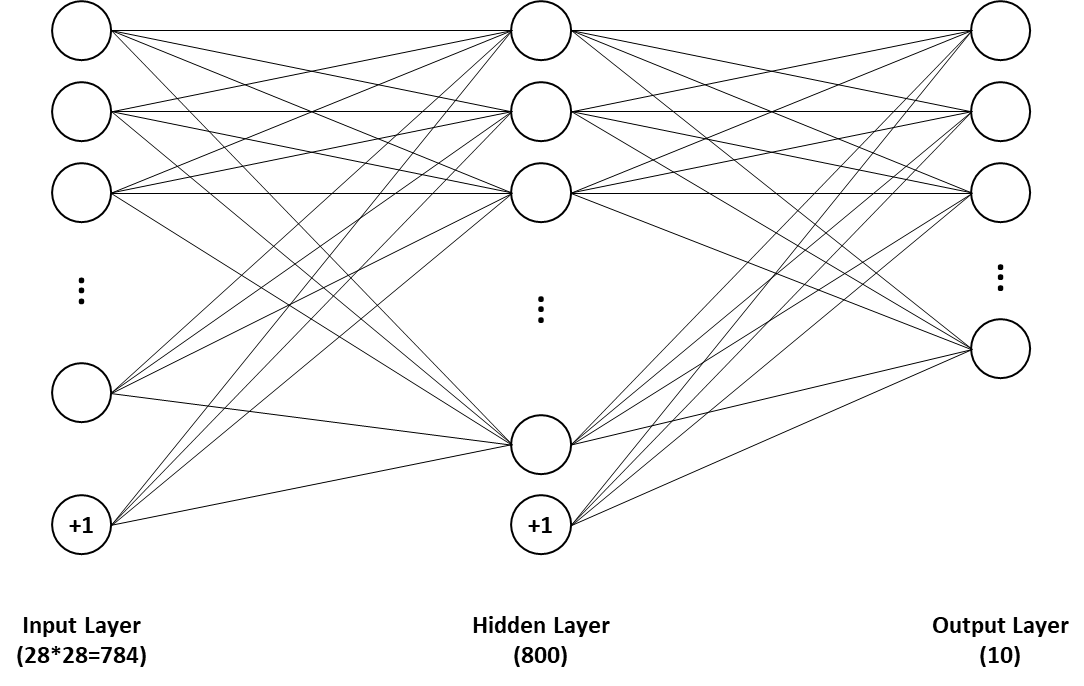 +1
+1
Input Layer
(28*28=784)
Hidden Layer
(800)
Output Layer
(10)